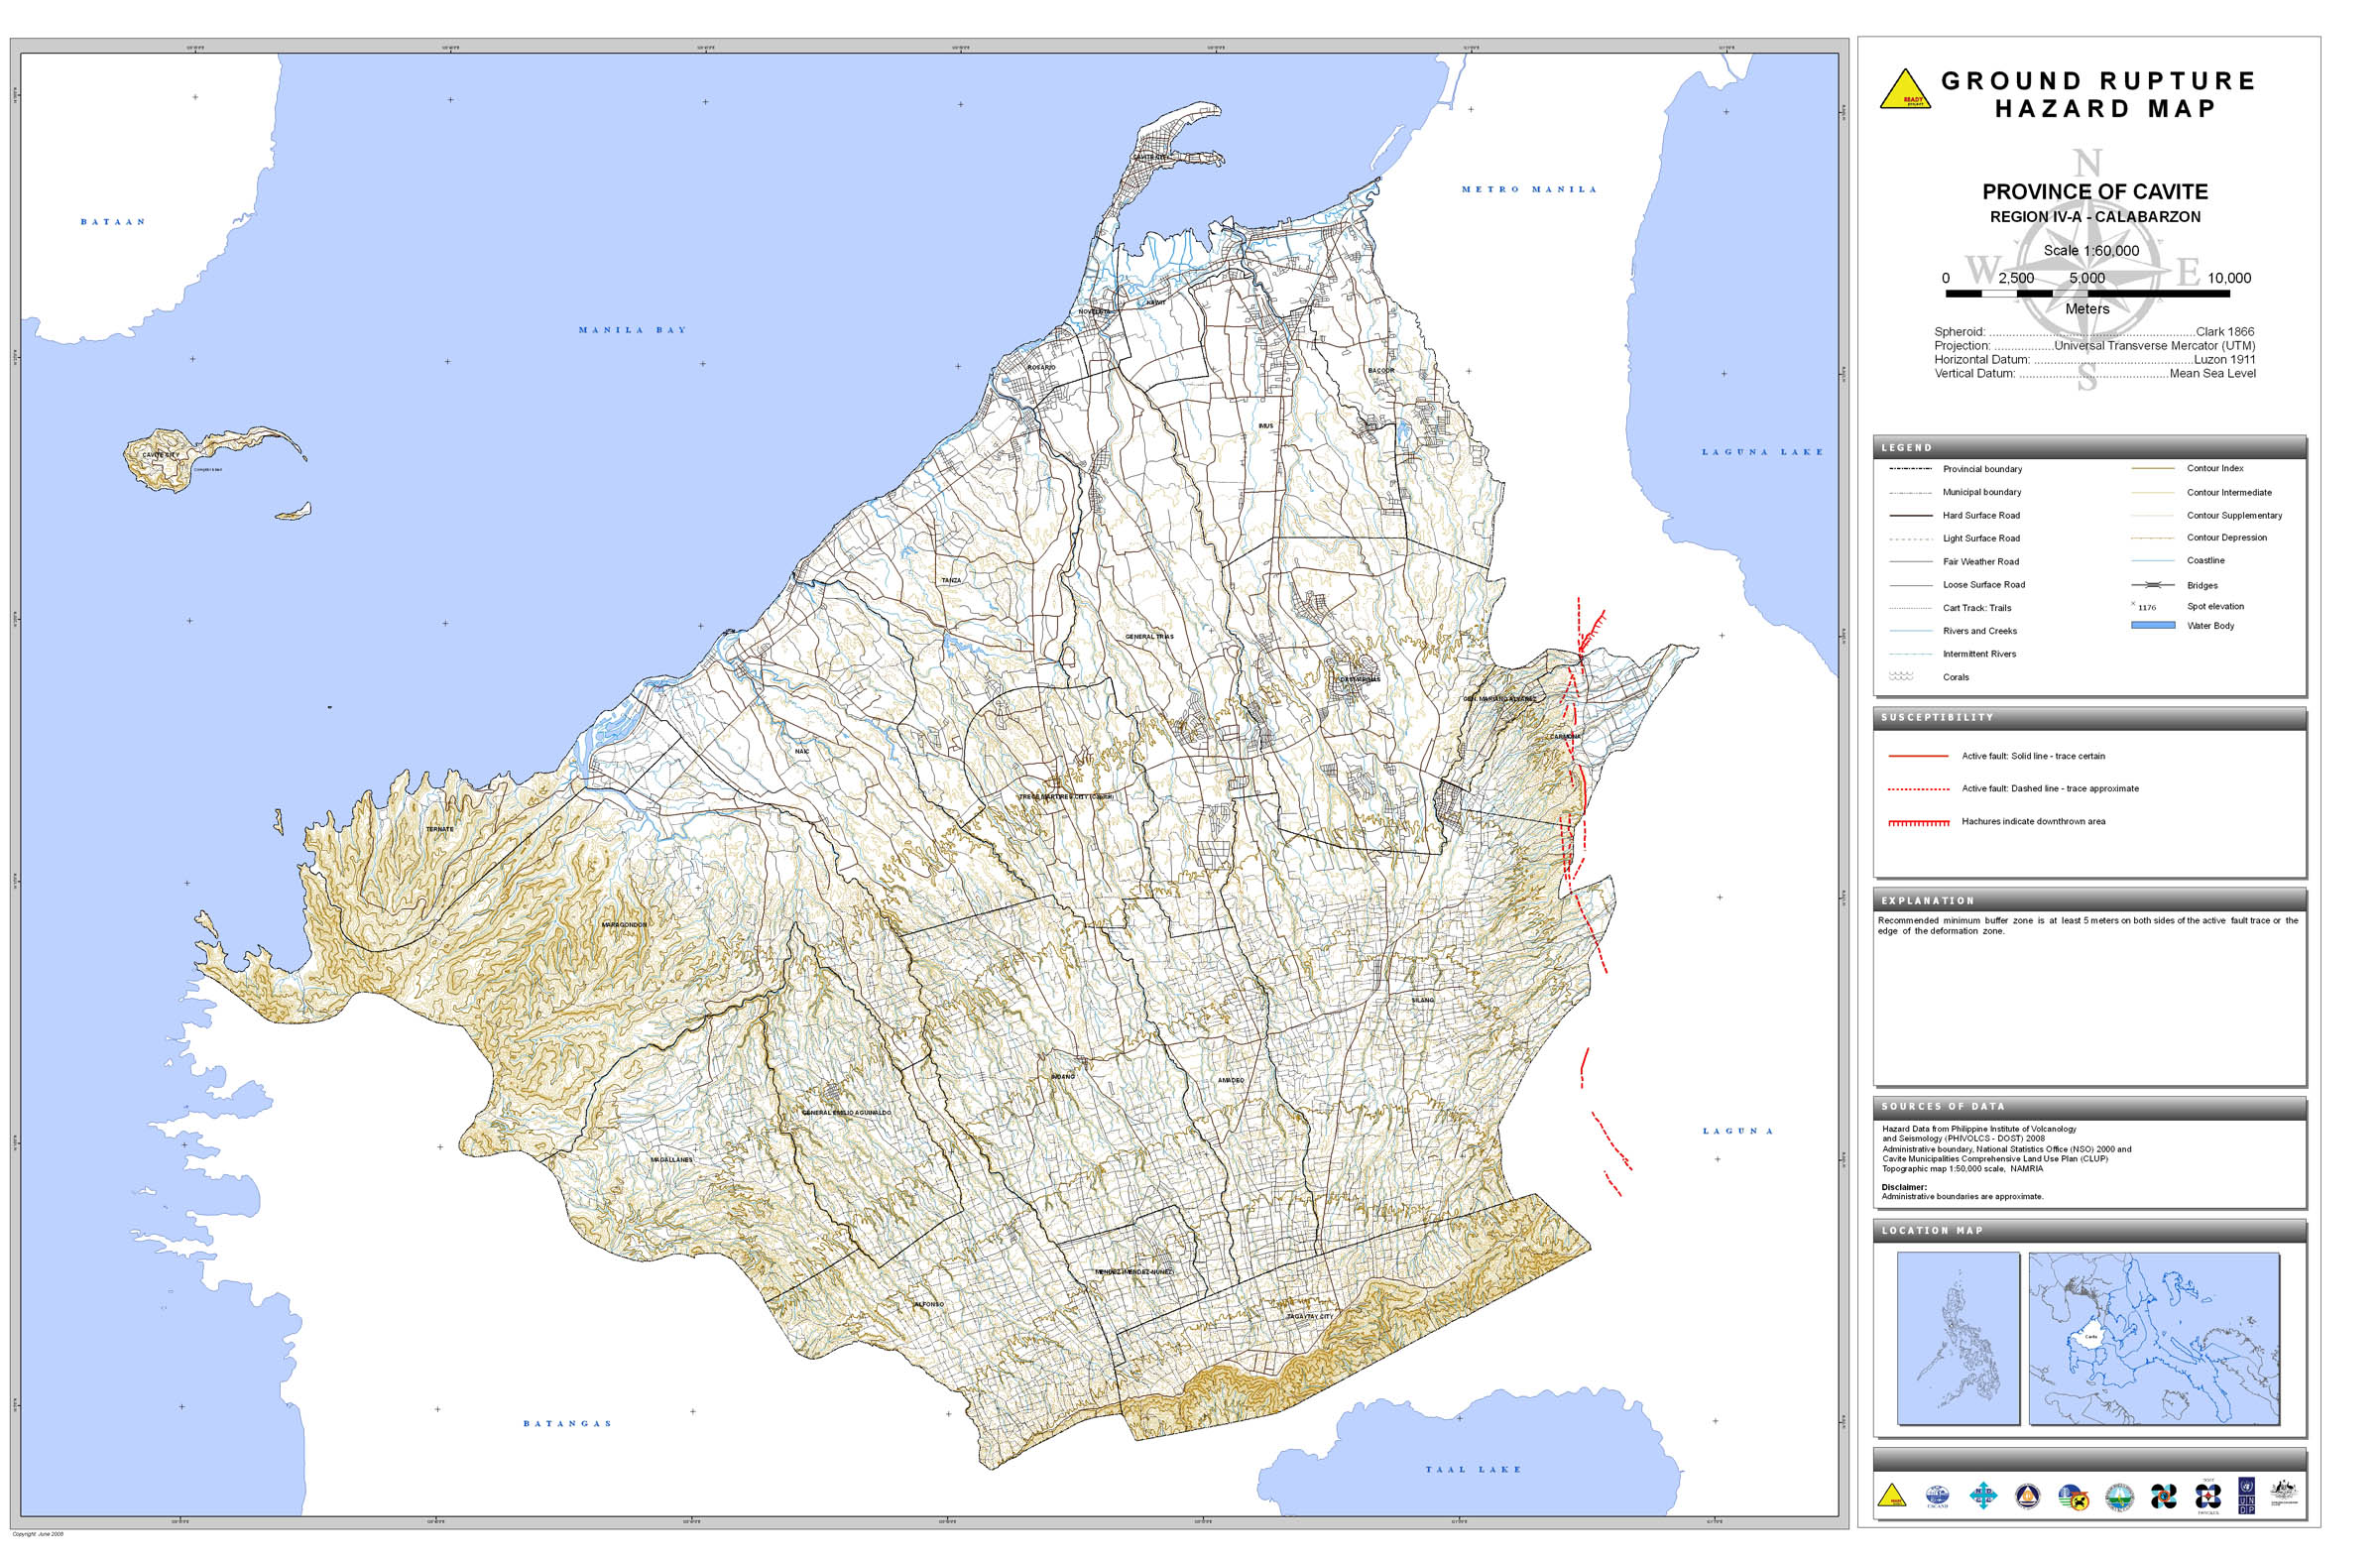 GROUND RUPTURE
HAZARD MAP
N
PROVINCE OF CAVITE
REGION IV-A - CALABARZON
Scale 1:60,000
W
E
0 2,500 5,000 10,000
Meters
Spheroid: Clark 1866
Projection: Universal Transverse Mercator (UTM)
Horizontal Datum: Luzon 1911
Vertical Datum: Mean Sea Level
S
LEGEND
Provincial boundary
Municipal boundary
Hard Surface Road
Light Surface Road
Fair Weather Road
Loose Surface Road
Cart Track: Trails
Rivers and Creeks
Intermittent Rivers
Corals
Contour Index
Contour Intermediate
Contour Supplementary
Contour Depression
Coastline
Bridges
1176 Spot elevation
Water Body
SUSCEPTIBILITY
Active fault: Solid line - trace certain
Active fault: Dashed line - trace approximate
Hachures indicate downthrown area
EXPLANATION
Recommended minimum buffer zone is at least 5 meters on both sides of the active fault trace or the
edge of the deformation zone.
SOURCES OF DATA
Hazard Data from Philippine Institute of Volcanology
and Seismology (PHIVOLCS - DOST) 2008
Administrative boundary, National Statistics Office (NSO) 2000 and
Cavite Municipalities Comprehensive Land Use Plan (CLUP)
Topographic map 1:50,000 scale, NAMRIA
Disclaimer:
Administrative boundaries are approximate.
LOCATION MAP
Cavite
BATAAN
MANILA BAY
METRO MANILA
LAGUNA LAKE
LAGUNA
BATANGAS
TAAL LAKE
CAVITE CITY
CAVITE CITY
KAWIT
NOVELETA
ROSARIO
BACOOR
IMUS
TANZA
GENERAL TRIAS
DASMARIÑAS
GEN. MARIANO ALVAREZ
CARMONA
NAIC
TRECE MARTIRES CITY (Capital)
TERNATE
MARAGONDON
SILANG
INDANG
AMADEO
GENERAL EMILIO AGUINALDO
MAGALLANES
MENDEZ (MENDEZ-NUÑEZ)
ALFONSO
TAGAYTAY CITY
Copyright June 2008